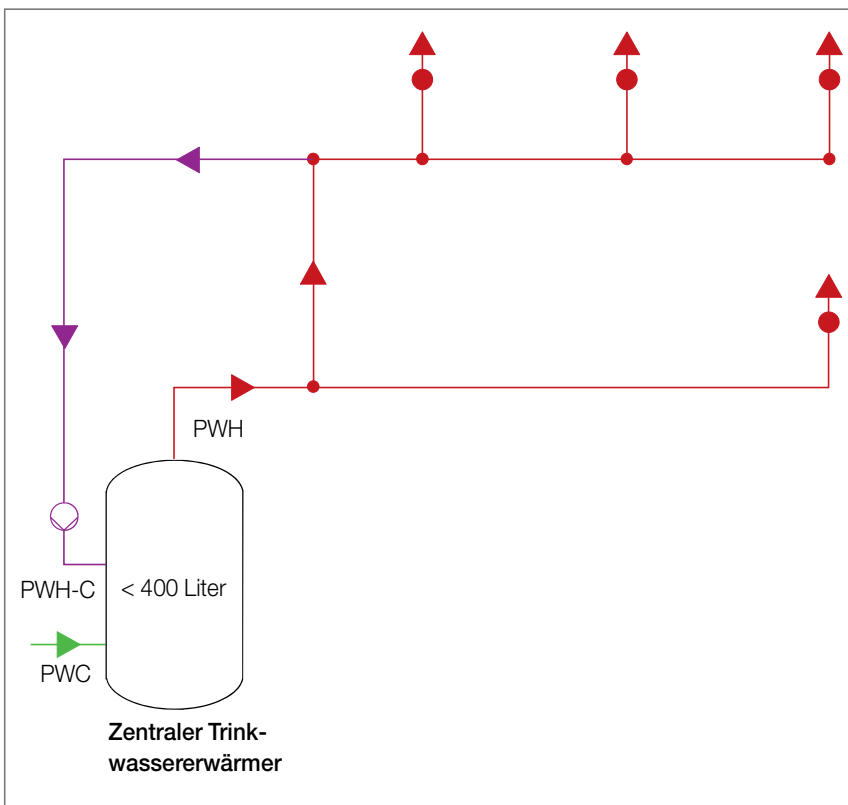 PWH
PWH-C
< 400 Liter
PWC
Zentraler Trink-
wassererwärmer